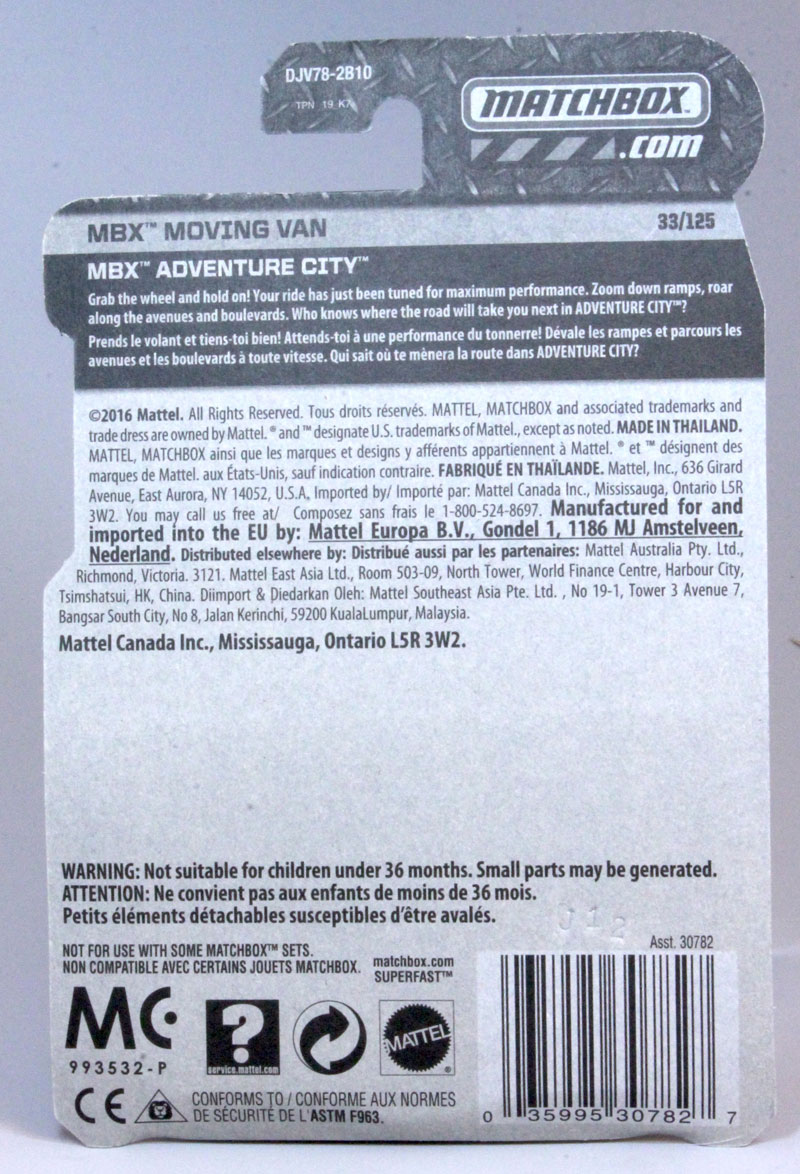 DJV78-2B10
TPN 19 K7
MATCHBOX
.com
MBX™ MOVING VAN
33/125
MBX™ ADVENTURE CITY™
Grab the wheel and hold on! Your ride has just been tuned for maximum performance. Zoom down ramps, roar
along the avenues and boulevards. Who knows where the road will take you next in ADVENTURE CITY™?
Prends le volant et tiens-toi bien! Attends-toi à une performance du tonnerre! Dévale les rampes et parcours les
avenues et les boulevards à toute vitesse. Qui sait où te mènera la route dans ADVENTURE CITY?
©2016 Mattel. All Rights Reserved. Tous droits réservés. MATTEL, MATCHBOX and associated trademarks and
trade dress are owned by Mattel. ® and ™ designate U.S. trademarks of Mattel., except as noted. MADE IN THAILAND.
MATTEL, MATCHBOX ainsi que les marques et designs y afférents appartiennent à Mattel. ® et ™ désignent des
marques de Mattel. aux États-Unis, sauf indication contraire. FABRIQUÉ EN THAÏLANDE. Mattel, Inc., 636 Girard
Avenue, East Aurora, NY 14052, U.S.A, Imported by/ Importé par: Mattel Canada Inc., Mississauga, Ontario L5R
3W2. You may call us free at/ Composez sans frais le 1-800-524-8697. Manufactured for and
imported into the EU by: Mattel Europa B.V., Gondel 1, 1186 MJ Amstelveen,
Nederland. Distributed elsewhere by: Distribué aussi par les partenaires: Mattel Australia Pty. Ltd.,
Richmond, Victoria. 3121. Mattel East Asia Ltd., Room 503-09, North Tower, World Finance Centre, Harbour City,
Tsimshatsui, HK, China. Diimport & Diedarkan Oleh: Mattel Southeast Asia Pte. Ltd. , No 19-1, Tower 3 Avenue 7,
Bangsar South City, No 8, Jalan Kerinchi, 59200 KualaLumpur, Malaysia.
Mattel Canada Inc., Mississauga, Ontario L5R 3W2.
WARNING: Not suitable for children under 36 months. Small parts may be generated.
ATTENTION: Ne convient pas aux enfants de moins de 36 mois.
Petits éléments détachables susceptibles d'être avalés.
J12
Asst. 30782
NOT FOR USE WITH SOME MATCHBOX™ SETS.
NON COMPATIBLE AVEC CERTAINS JOUETS MATCHBOX.
matchbox.com
SUPERFAST™
MC
993532-P
?
service.mattel.com
MATTEL®
CE
CONFORMS TO / CONFORME AUX NORMES
DE SÉCURITÉ DE L'ASTM F963.
0 35995 30782 7